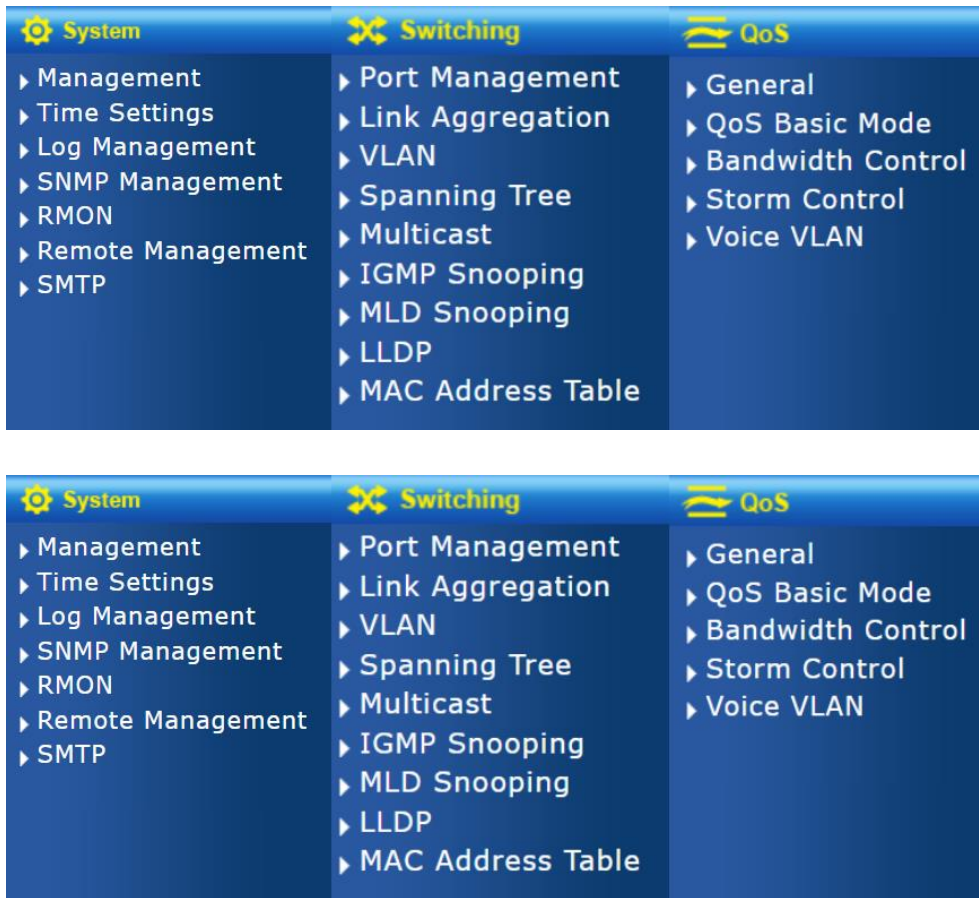 System
Management
Time Settings
Log Management
SNMP Management
RMON
Remote Management
SMTP
Switching
Port Management
Link Aggregation
VLAN
Spanning Tree
Multicast
IGMP Snooping
MLD Snooping
LLDP
MAC Address Table
QoS
General
QoS Basic Mode
Bandwidth Control
Storm Control
Voice VLAN
System
Management
Time Settings
Log Management
SNMP Management
RMON
Remote Management
SMTP
Switching
Port Management
Link Aggregation
VLAN
Spanning Tree
Multicast
IGMP Snooping
MLD Snooping
LLDP
MAC Address Table
QoS
General
QoS Basic Mode
Bandwidth Control
Storm Control
Voice VLAN